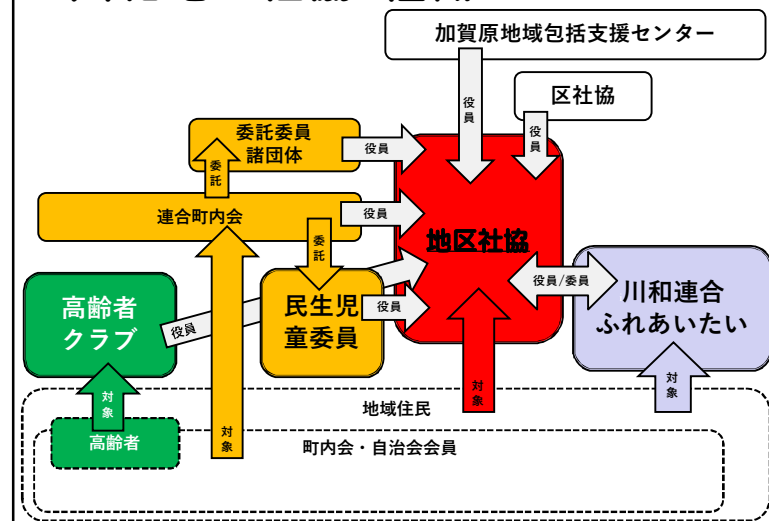 加賀原地域包括支援センター
区社協
役員
役員
委託委員
諸団体
役員
委託
連合町内会
役員
地区社協
委託
高齢者
クラブ
役員
民生児
童委員
役員
役員/委員
川和連合
ふれあいたい
対象
対象
対象
地域住民
高齢者
対象
町内会・自治会会員